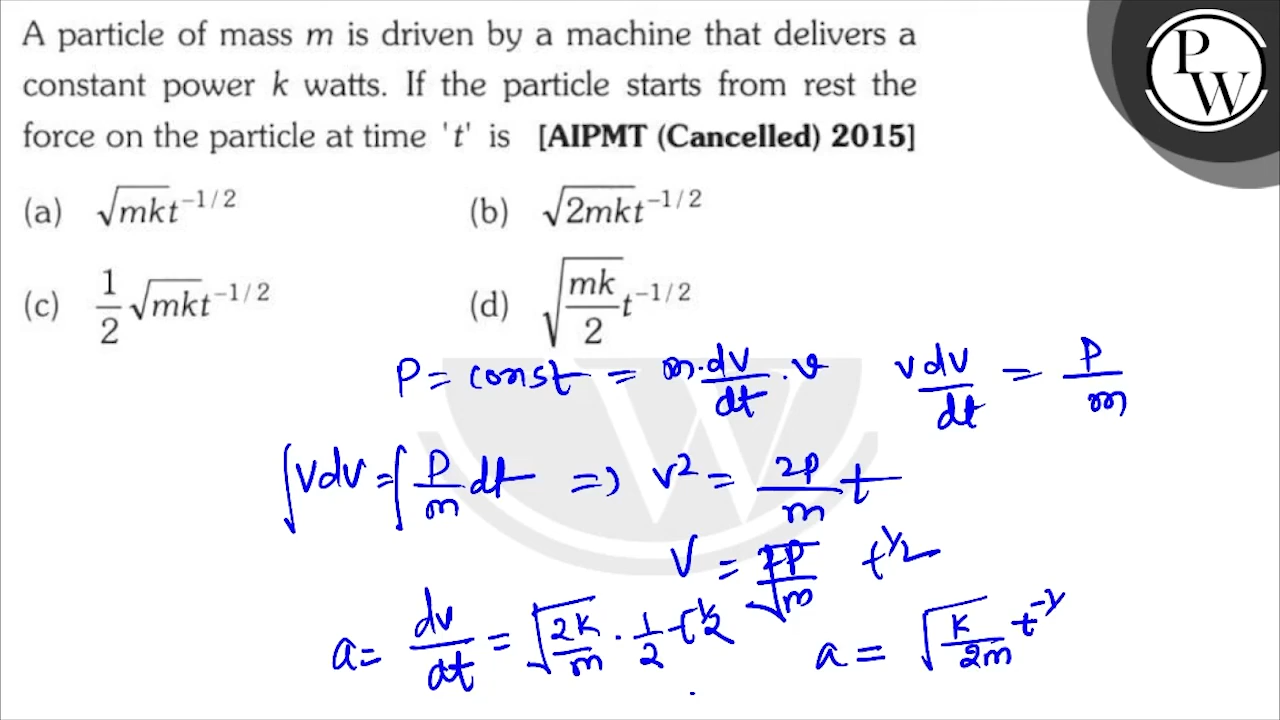 A particle of mass m is driven by a machine that delivers a
constant power k watts. If the particle starts from rest the
force on the particle at time 't' is [AIPMT (Cancelled) 2015]
(a) √mkt⁻¹/² (b) √2mkt⁻¹/²
(c) 1/2 √mkt⁻¹/² (d) √(mk/2) t⁻¹/²
P = const = m·dv/dt·v vdv/dt = P/m
∫vdv = ∫P/m dt => v² = 2P/m t
v = √2P/m t^1/2
a = dv/dt = √2k/m · 1/2 t^1/2 a = √k/2m t^-1/
P
W